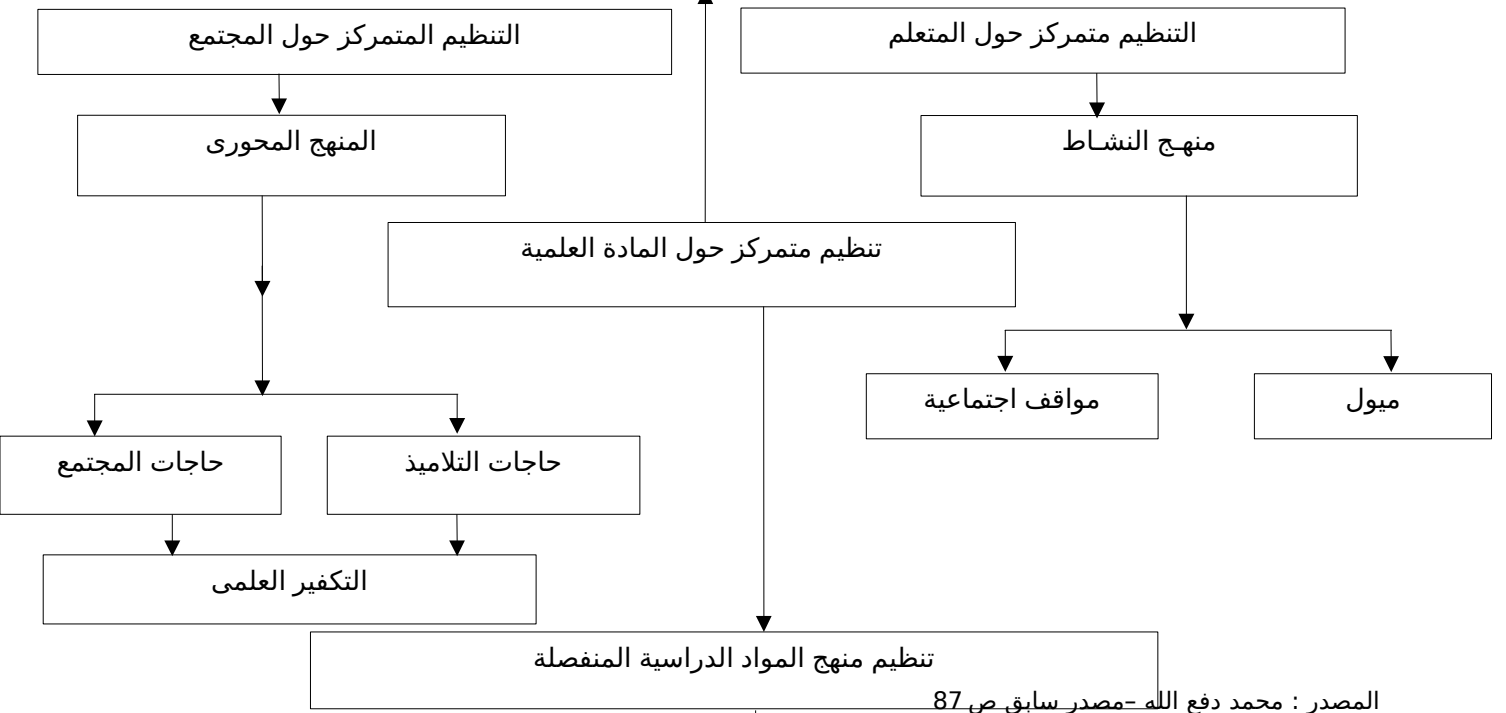 التنظيم متمركز حول المتعلم
التنظيم المتمركز حول المجتمع
منهـج النشـاط
المنهج المحورى
تنظيم متمركز حول المادة العلمية
ميول
مواقف اجتماعية
حاجات التلاميذ
حاجات المجتمع
التكفير العلمى
تنظيم منهج المواد الدراسية المنفصلة
المصدر : محمد دفع الله –مصدر سابق ص 87